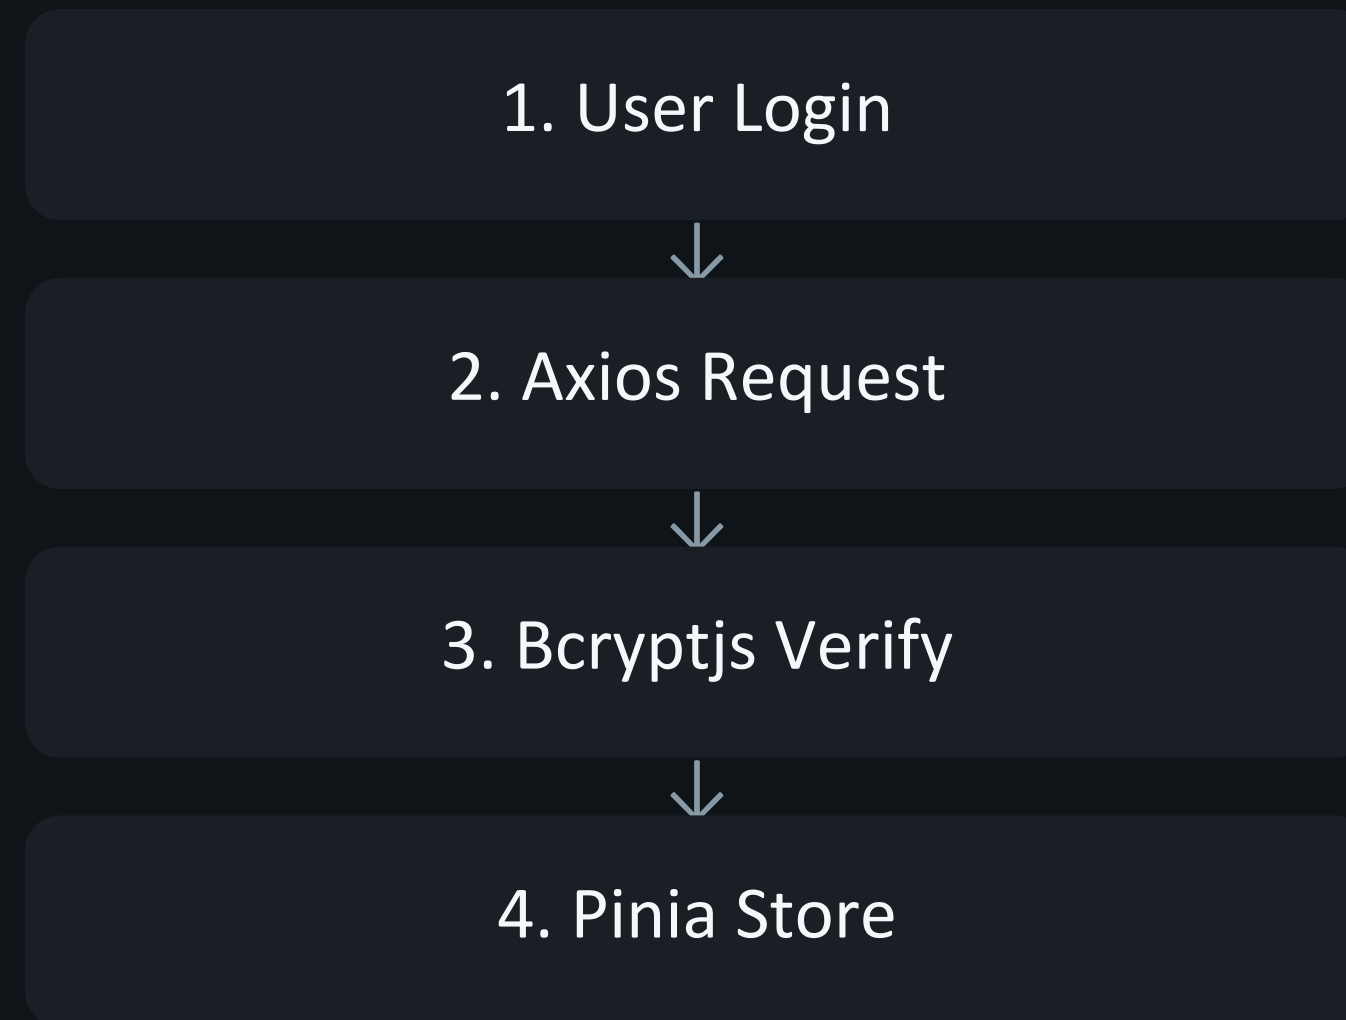 1. User Login
2. Axios Request
3. Bcryptjs Verify
4. Pinia Store